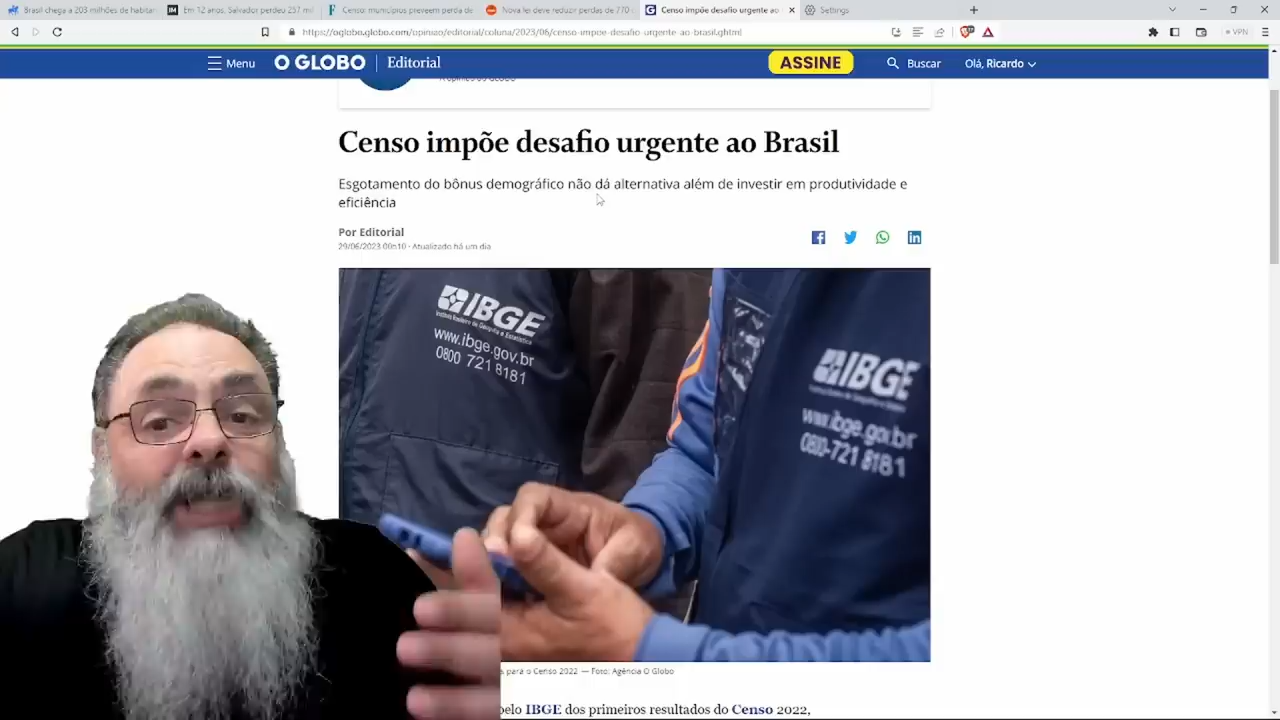 Brasil chega a 203 milhões de habitan
Em 12 anos, Salvador perdeu 257 mil
Censo: municípios preveem perda de
Nova lei deve reduzir perdas de 770
Censo impõe desafio urgente ao
Settings
https://oglobo.globo.com/opiniao/editorial/coluna/2023/06/censo-impoe-desafio-urgente-ao-brasil.ghtml
VPN
Menu
O GLOBO
Editorial
ASSINE
Buscar
Olá, Ricardo
Censo impõe desafio urgente ao Brasil
Esgotamento do bônus demográfico não dá alternativa além de investir em produtividade e
eficiência
Por Editorial
29/06/2023 00h10 · Atualizado há um dia
IBGE
www.ibge.gov.br
0800 721 8181
IBGE
www.ibge.gov.br
0800-721 8181
para o Censo 2022 — Foto: Agência O Globo
pelo IBGE dos primeiros resultados do Censo 2022,